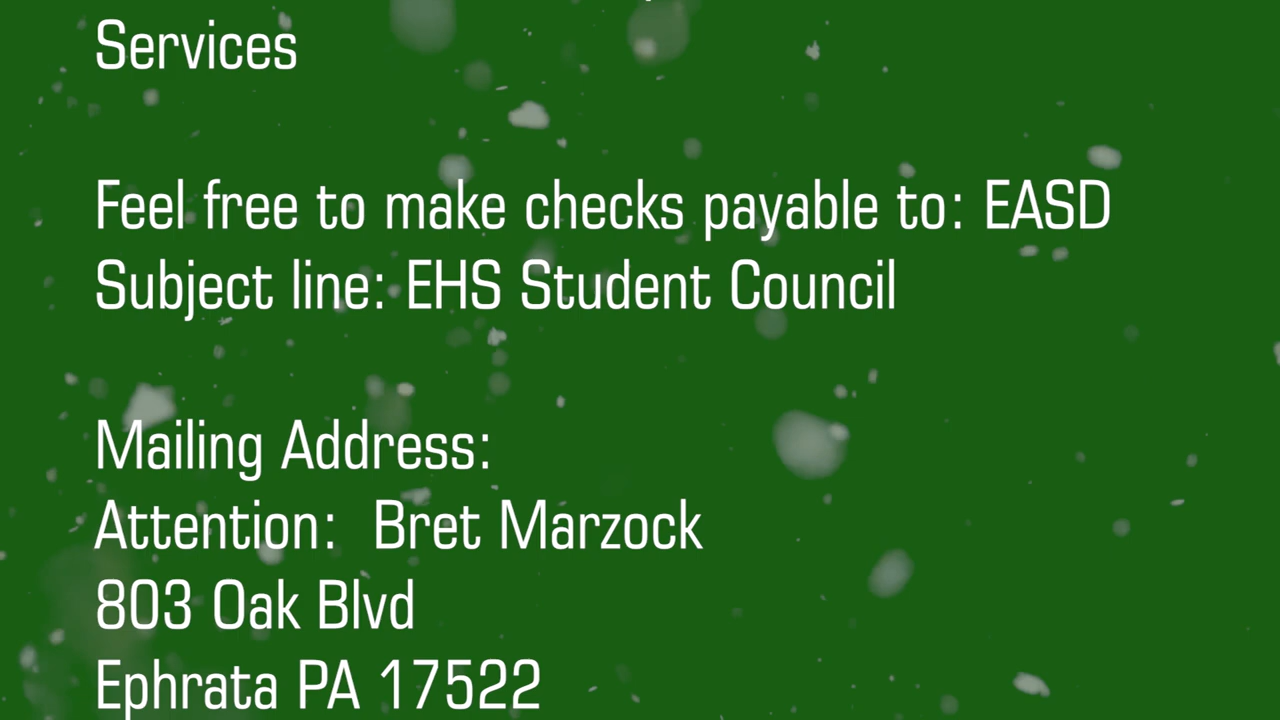 Services
Feel free to make checks payable to: EASD
Subject line: EHS Student Council
Mailing Address:
Attention:  Bret Marzock
803 Oak Blvd
Ephrata PA 17522